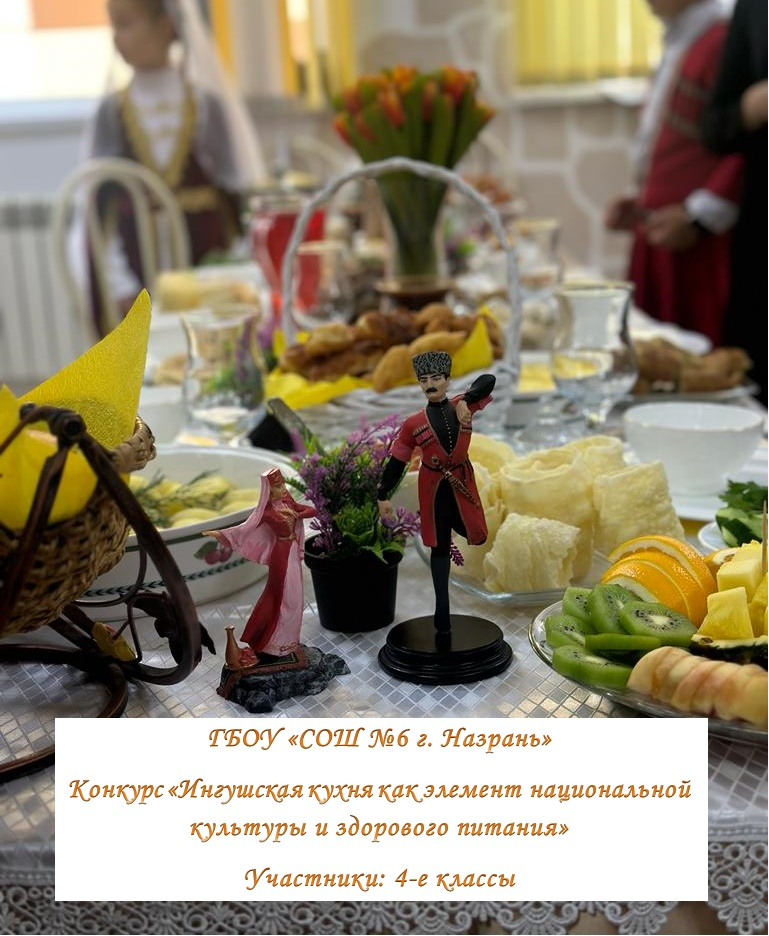 ГБОУ «СОШ №6 г. Назрань»
Конкурс «Ингушская кухня как элемент национальной
культуры и здорового питания»
Участники: 4-е классы